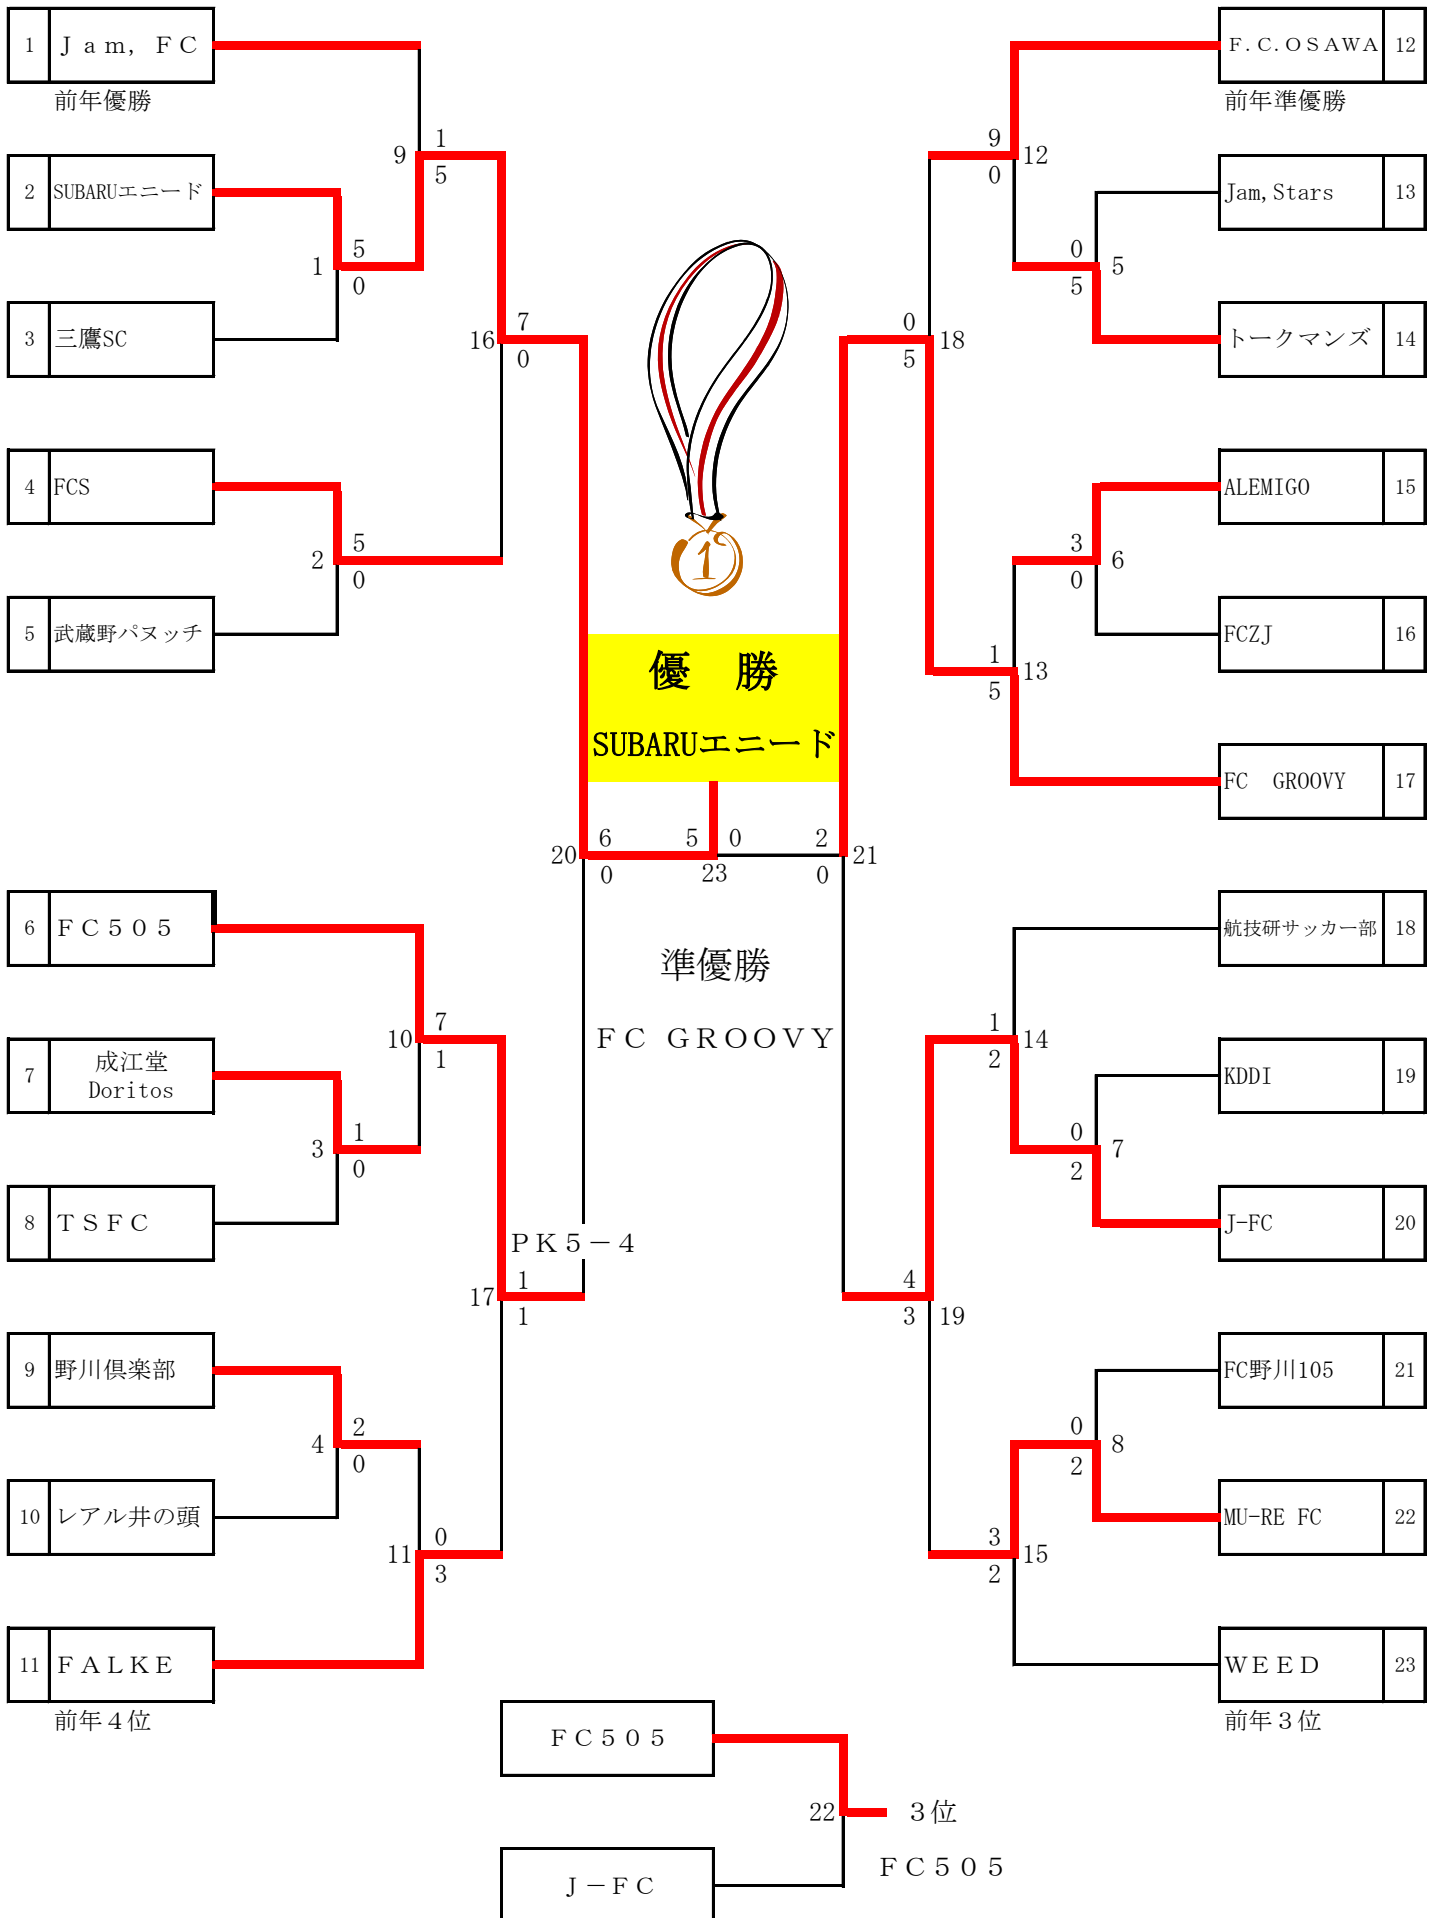 1 Ｊａｍ，ＦＣ
前年優勝
2 SUBARUエニード
3 三鷹SC
4 FCS
5 武蔵野パヌッチ
6 ＦＣ５０５
7 成江堂
Doritos
8 ＴＳＦＣ
9 野川倶楽部
10 レアル井の頭
11 ＦＡＬＫＥ
前年４位
9 1
5
1 5
0
16 7
0
2 5
0
20 6
0
10 7
1
3 1
0
ＰＫ５－４
17 1
1
4 2
0
11 0
3
1
優　勝
SUBARUエニード
5 0
23
準優勝
ＦＣ ＧＲＯＯＶＹ
2 21
0
9 12
0
0 5
5
0 18
5
3 6
0
1 13
5
1 14
2
0 7
2
4
3 19
0 8
2
3 15
2
Ｆ.Ｃ.ＯＳＡＷＡ 12
前年準優勝
Jam,Stars 13
トークマンズ 14
ALEMIGO 15
FCZJ 16
FC　GROOVY 17
航技研サッカー部 18
KDDI 19
J-FC 20
FC野川105 21
MU-RE FC 22
ＷＥＥＤ 23
前年３位
ＦＣ５０５
22 ３位
ＦＣ５０５
Ｊ－ＦＣ